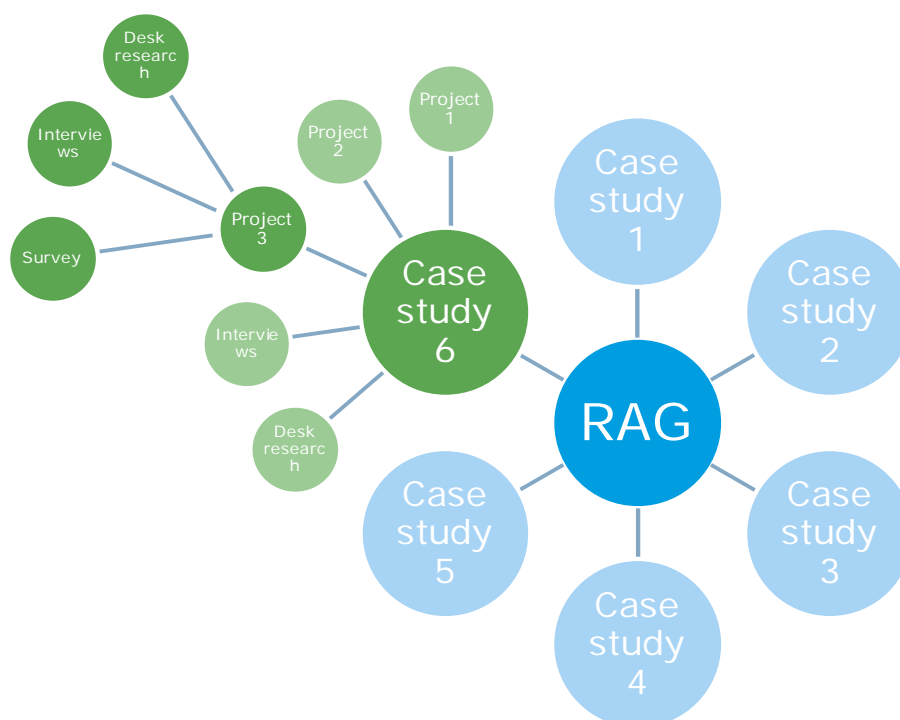 Desk
researc
h
Intervie
ws
Survey
Project
3
Project
2
Project
1
Case
study
6
Intervie
ws
Desk
researc
h
Case
study
1
Case
study
2
RAG
Case
study
5
Case
study
3
Case
study
4